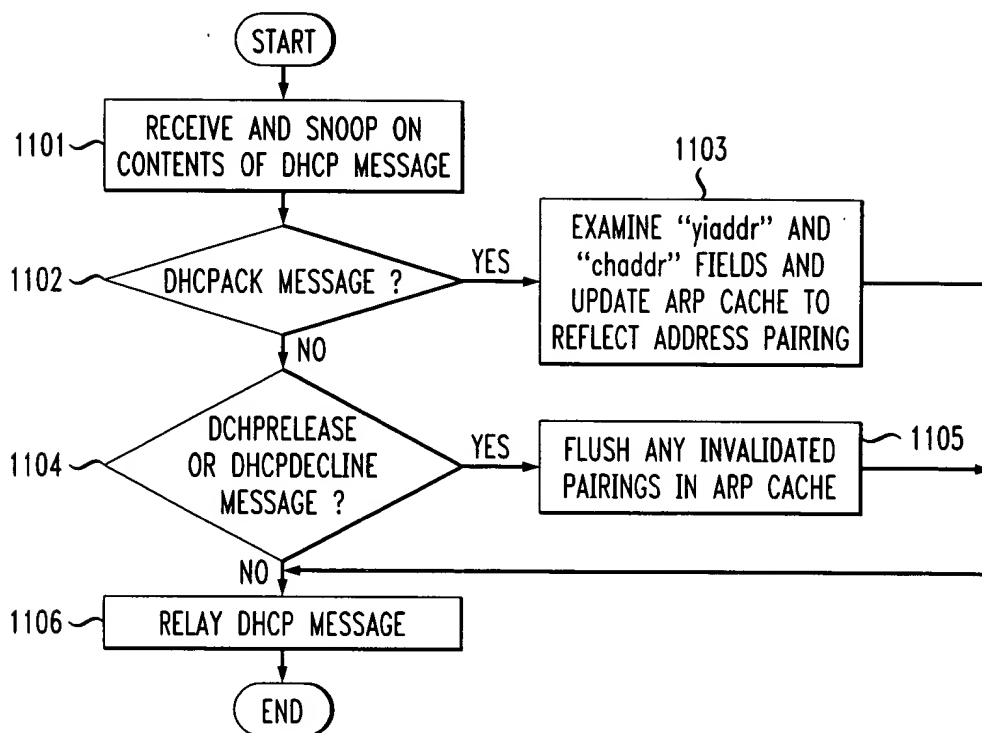 START
1101
RECEIVE AND SNOOP ON
CONTENTS OF DHCP MESSAGE
1102
DHCPACK MESSAGE ?
YES
NO
1103
EXAMINE “yiaddr” AND
“chaddr” FIELDS AND
UPDATE ARP CACHE TO
REFLECT ADDRESS PAIRING
1104
DCHPRELEASE
OR DHCPDECLINE
MESSAGE ?
YES
NO
1105
FLUSH ANY INVALIDATED
PAIRINGS IN ARP CACHE
1106
RELAY DHCP MESSAGE
END